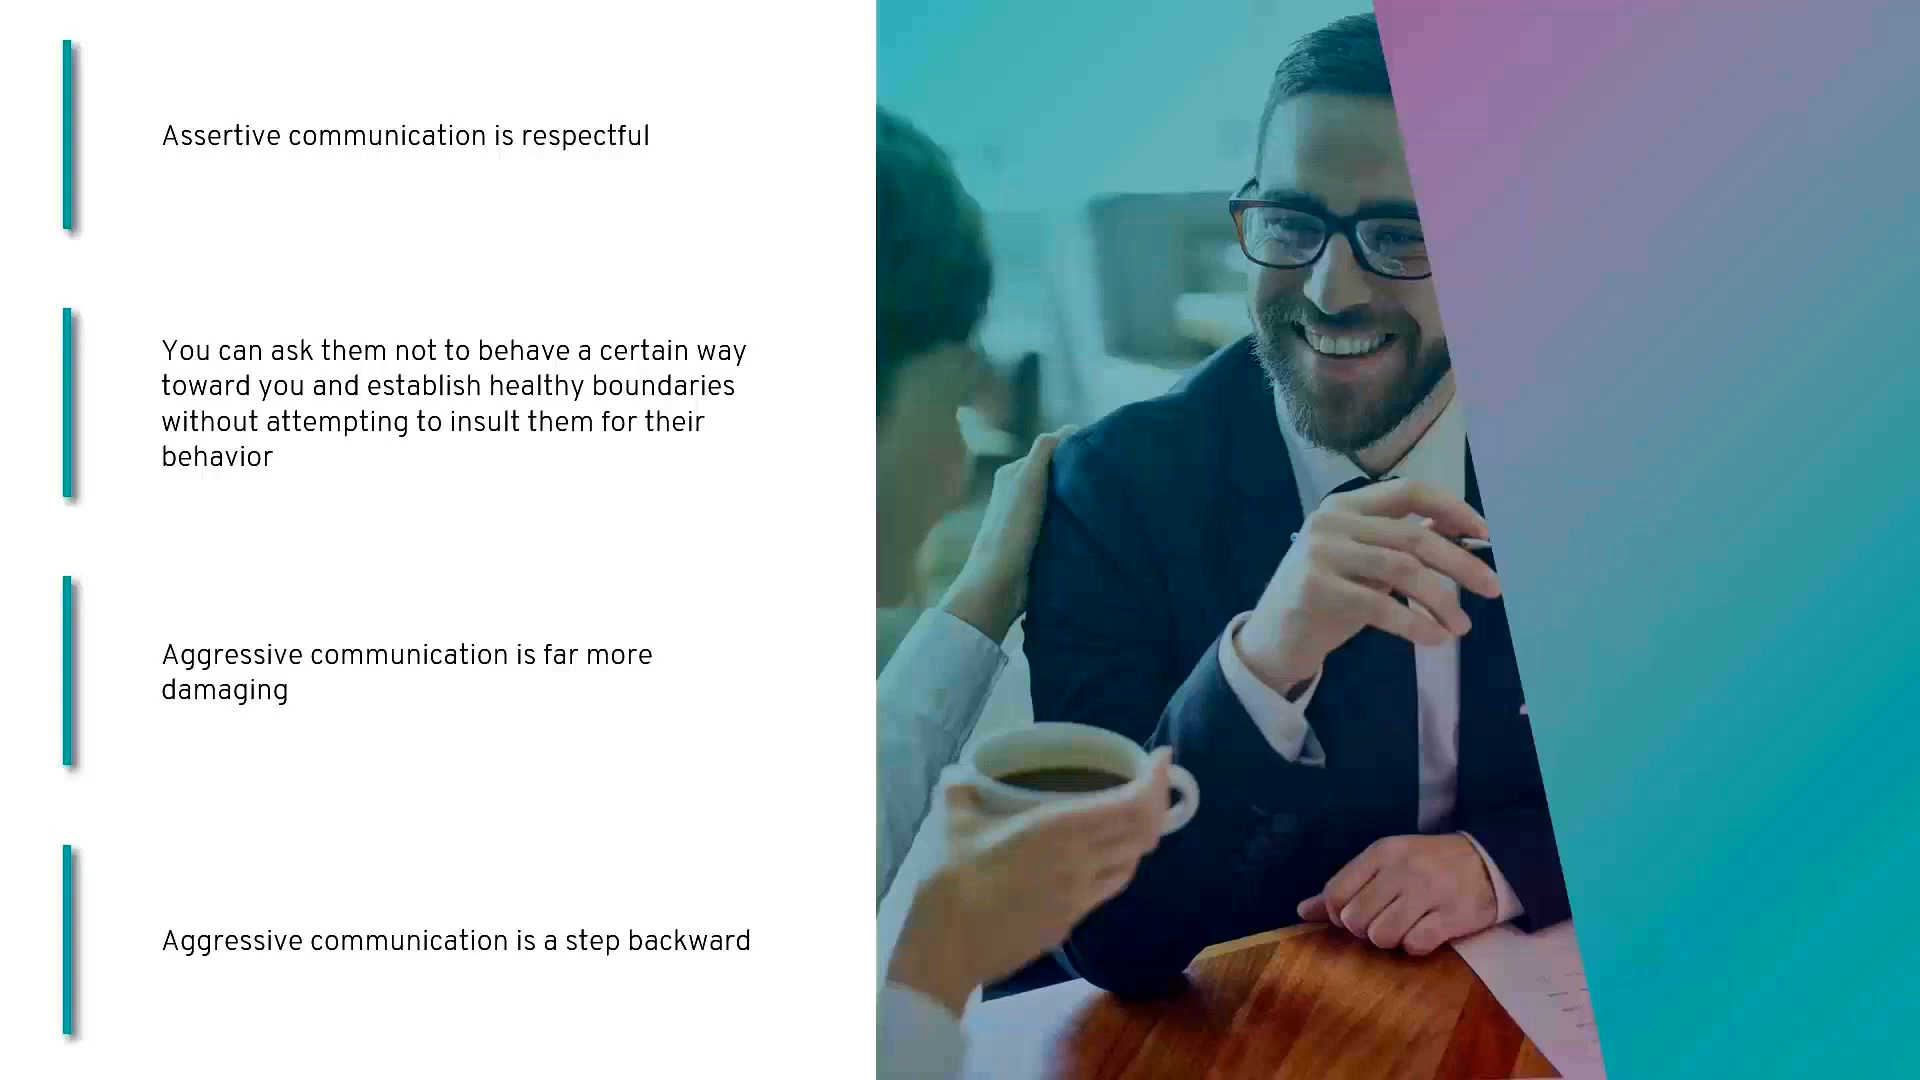 Assertive communication is respectful
You can ask them not to behave a certain way
toward you and establish healthy boundaries
without attempting to insult them for their
behavior
Aggressive communication is far more
damaging
Aggressive communication is a step backward